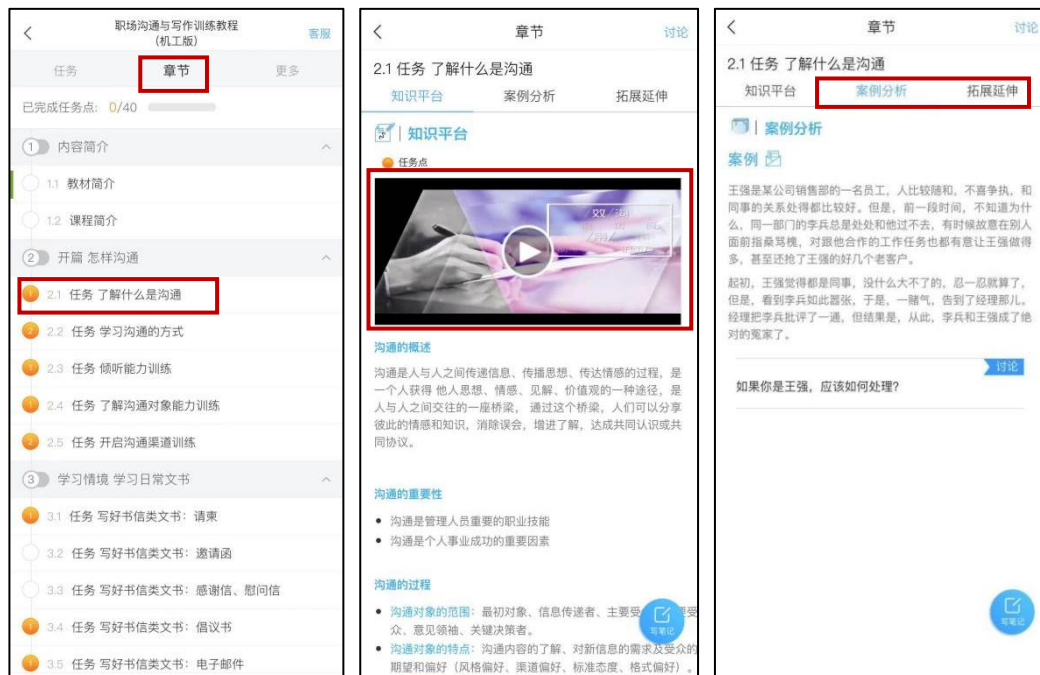 职场沟通与写作训练教程
(机工版)
客服
任务
章节
更多
已完成任务点: 0/40
1 内容简介
1.1 教材简介
1.2 课程简介
2 开篇 怎样沟通
1 2.1 任务 了解什么是沟通
2 2.2 任务 学习沟通的方式
1 2.3 任务 倾听能力训练
1 2.4 任务 了解沟通对象能力训练
2 2.5 任务 开启沟通渠道训练
3 学习情境 学习日常文书
1 3.1 任务 写好书信类文书：请柬
3.2 任务 写好书信类文书：邀请函
3.3 任务 写好书信类文书：感谢信、慰问信
1 3.4 任务 写好书信类文书：倡议书
1 3.5 任务 写好书信类文书：电子邮件
章节
讨论
2.1 任务 了解什么是沟通
知识平台
案例分析
拓展延伸
知识平台
任务点
沟通的概述
沟通是人与人之间传递信息、传播思想、传达情感的过程，是
一个人获得 他人思想、情感、见解、价值观的一种途径，是
人与人之间交往的一座桥梁， 通过这个桥梁，人们可以分享
彼此的情感和知识，消除误会，增进了解，达成共同认识或共
同协议。
沟通的重要性
沟通是管理人员重要的职业技能
沟通是个人事业成功的重要因素
沟通的过程
沟通对象的范围：最初对象、信息传递者、主要受 受
众、意见领袖、关键决策者。
写笔记
沟通对象的特点：沟通内容的了解、对新信息的需求及受众的
期望和偏好（风格偏好、渠道偏好、标准态度、格式偏好）。
章节
讨论
2.1 任务 了解什么是沟通
知识平台
案例分析
拓展延伸
案例分析
案例
王强是某公司销售部的一名员工，人比较随和，不喜争执，和
同事的关系处得都比较好。但是，前一段时间，不知道为什
么，同一部门的李兵总是处处和他过不去，有时候故意在别人
面前指桑骂槐，对跟他合作的工作任务也都有意让王强做得
多，甚至还抢了王强的好几个老客户。
起初，王强觉得都是同事，没什么大不了的，忍一忍就算了，
但是，看到李兵如此嚣张，于是，一赌气，告到了经理那儿。
经理把李兵批评了一通，但结果是，从此，李兵和王强成了绝
对的冤家了。
讨论
如果你是王强，应该如何处理?
写笔记